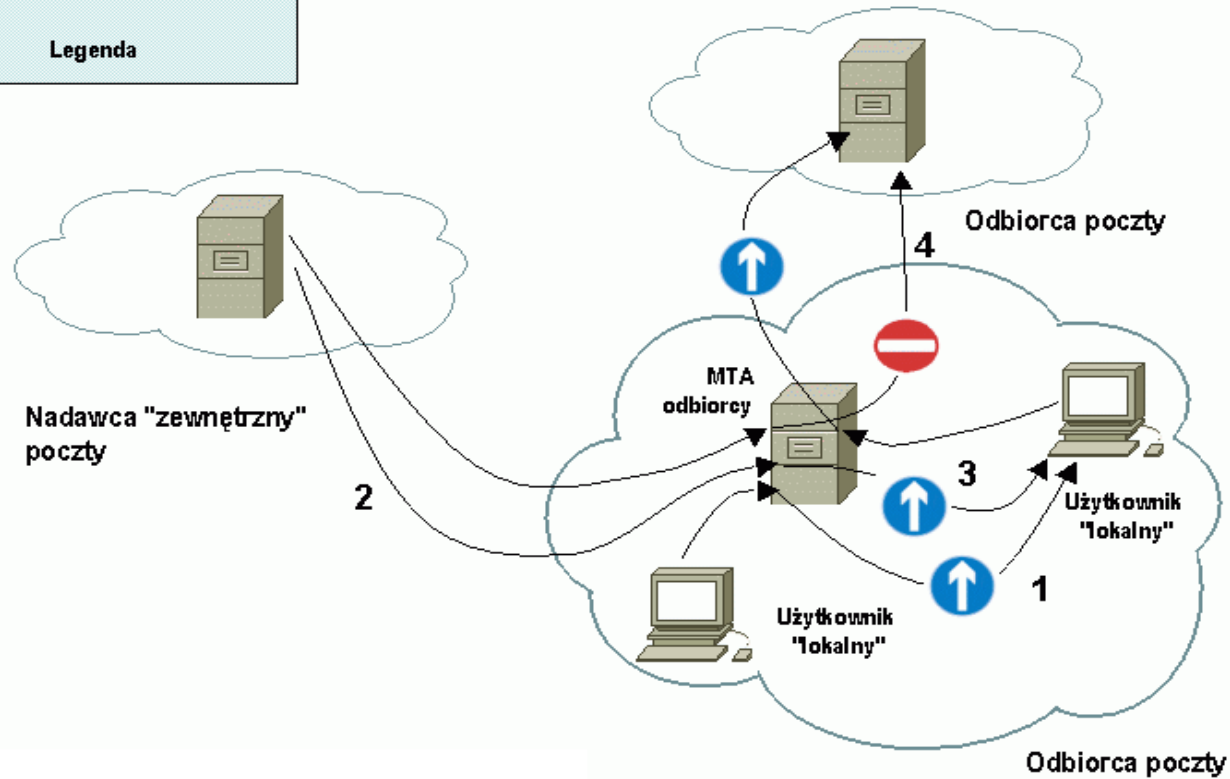 Legenda
Odbiorca poczty
4
MTA
odbiorcy
Nadawca "zewnętrzny"
poczty
2
3
Użytkownik
"lokalny"
1
Użytkownik
"lokalny"
Odbiorca poczty